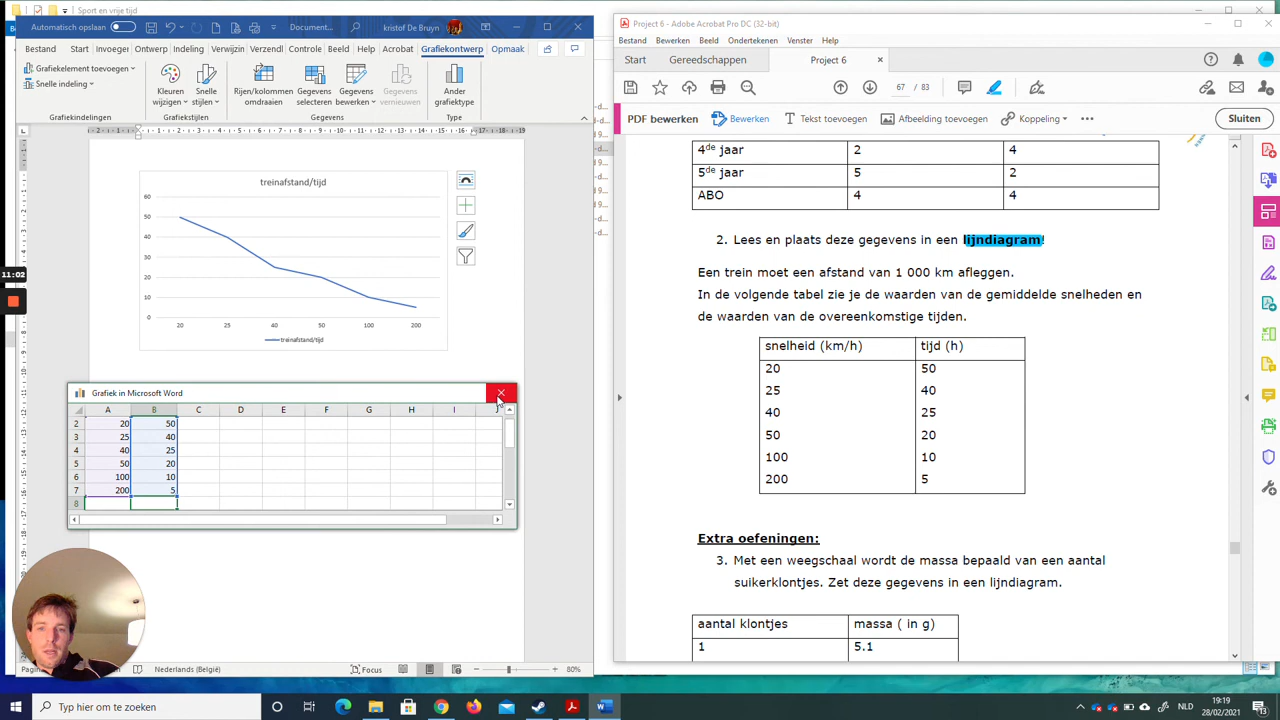 Sport en vrije tijd
Automatisch opslaan
Document...
kristof De Bruyn
Bestand Start Invoegen Ontwerp Indeling Verwijzin Verzendl Controle Beeld Help Acrobat Grafiekontwerp Opmaak
Grafiekelement toevoegen
Snelle indeling
Kleuren wijzigen
Snelle stijlen
Rijen/kolommen omdraaien
Gegevens selecteren
Gegevens bewerken
Gegevens vernieuwen
Ander grafiektype
Grafiekindelingen
Grafiekstijlen
Gegevens
Type
treinafstand/tijd
60
50
40
30
20
10
0
20 25 40 50 100 200
treinafstand/tijd
11:02
Grafiek in Microsoft Word
A B C D E F G H I J
2 20 50
3 25 40
4 40 25
5 50 20
6 100 10
7 200 5
8
Nederlands (België)
Focus
80%
Project 6 - Adobe Acrobat Pro DC (32-bit)
Bestand Bewerken Beeld Ondertekenen Venster Help
Start Gereedschappen Project 6
67 / 83
PDF bewerken
Bewerken
Tekst toevoegen
Afbeelding toevoegen
Koppeling
Sluiten
4de jaar 2 4
5de jaar 5 2
ABO 4 4
2. Lees en plaats deze gegevens in een lijndiagram!
Een trein moet een afstand van 1 000 km afleggen.
In de volgende tabel zie je de waarden van de gemiddelde snelheden en
de waarden van de overeenkomstige tijden.
snelheid (km/h) tijd (h)
20 50
25 40
40 25
50 20
100 10
200 5
Extra oefeningen:
3. Met een weegschaal wordt de massa bepaald van een aantal
suikerklontjes. Zet deze gegevens in een lijndiagram.
aantal klontjes massa ( in g)
1 5.1
Typ hier om te zoeken
NLD
19:19
28/02/2021